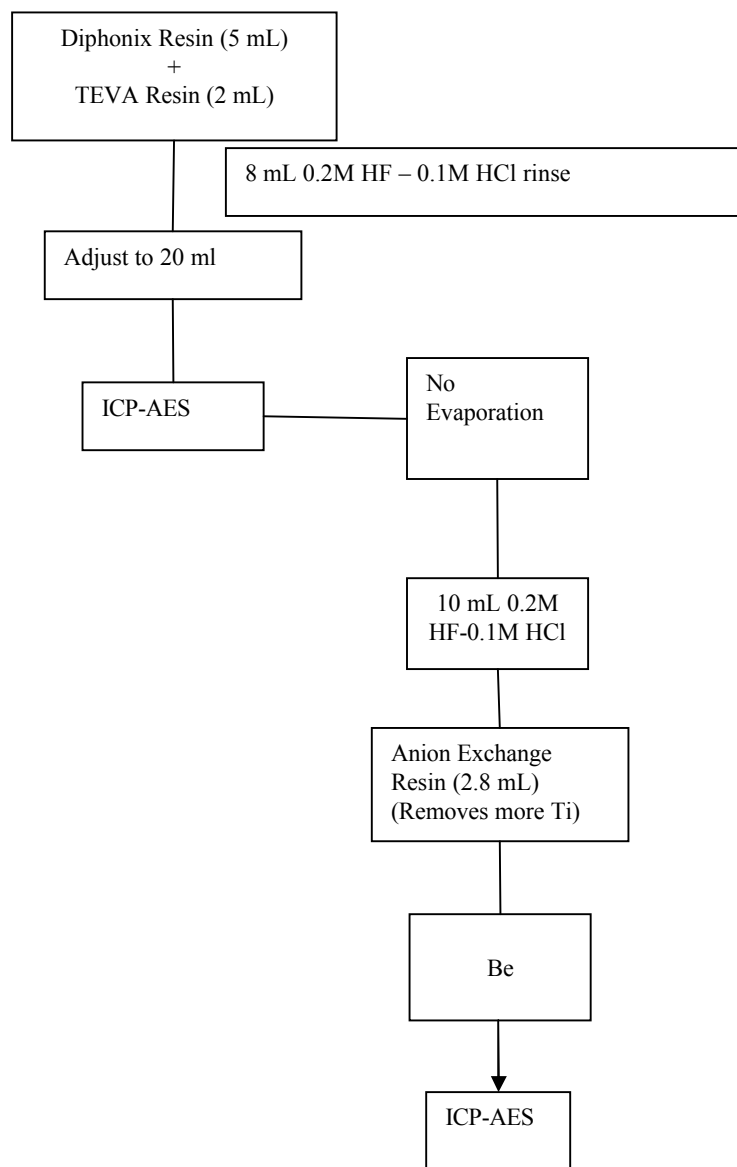 Diphonix Resin (5 mL)
+
TEVA Resin (2 mL)
8 mL 0.2M HF – 0.1M HCl rinse
Adjust to 20 ml
ICP-AES
No
Evaporation
10 mL 0.2M
HF-0.1M HCl
Anion Exchange
Resin (2.8 mL)
(Removes more Ti)
Be
ICP-AES